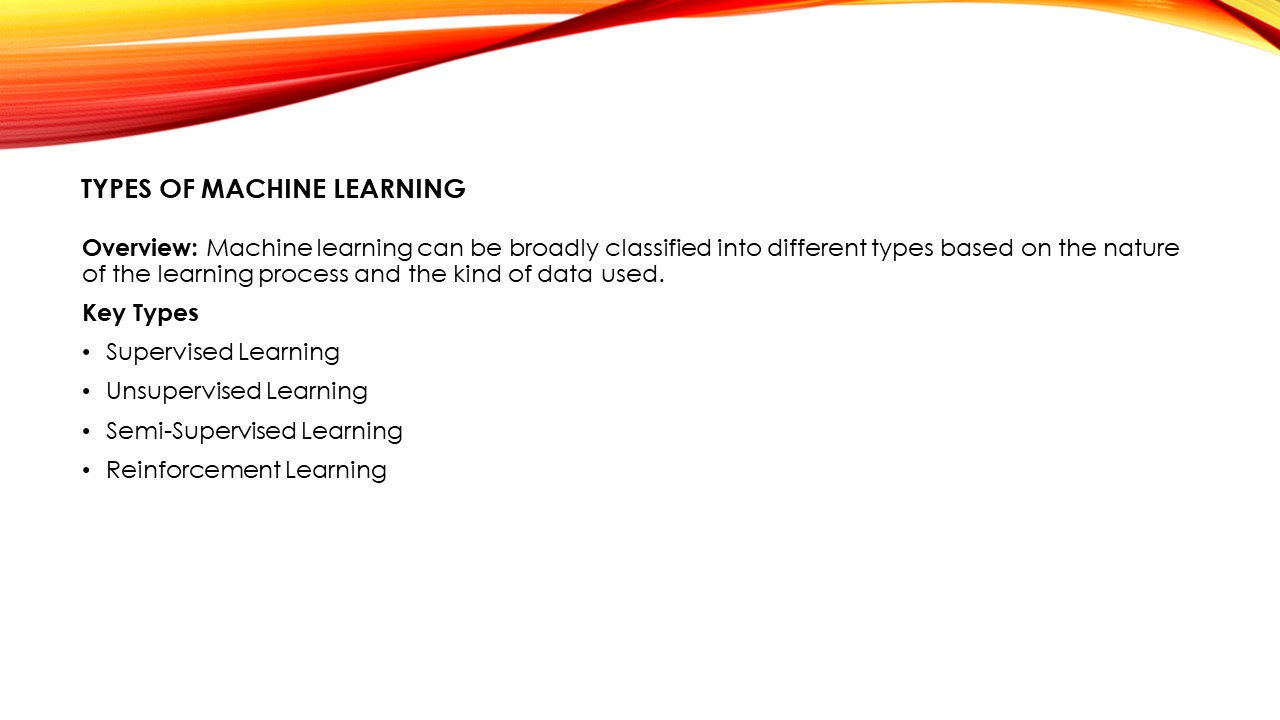 TYPES OF MACHINE LEARNING
Overview: Machine learning can be broadly classified into different types based on the nature
of the learning process and the kind of data used.
Key Types
• Supervised Learning
• Unsupervised Learning
• Semi-Supervised Learning
• Reinforcement Learning